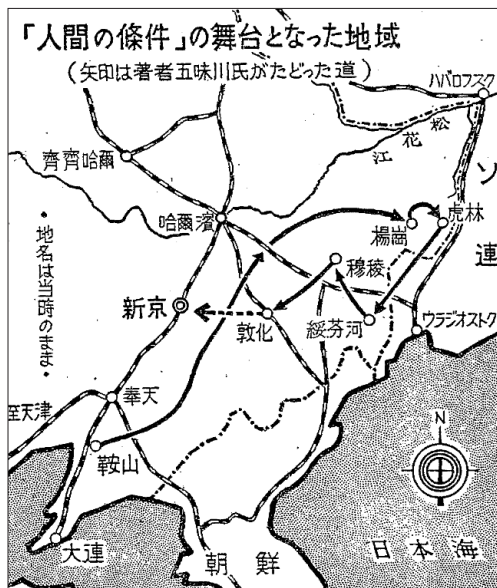 「人間の條件」の舞台となった地域
(矢印は著者五味川氏がたどった道)
ハバロフスク
松花江
ソ連
齊齊哈爾
哈爾濱
楊崗
虎林
・地名は当時のまま・
穆稜
新京
敦化
綏芬河
ウラジオストク
奉天
至天津
鞍山
N
大連
朝鮮
日本海